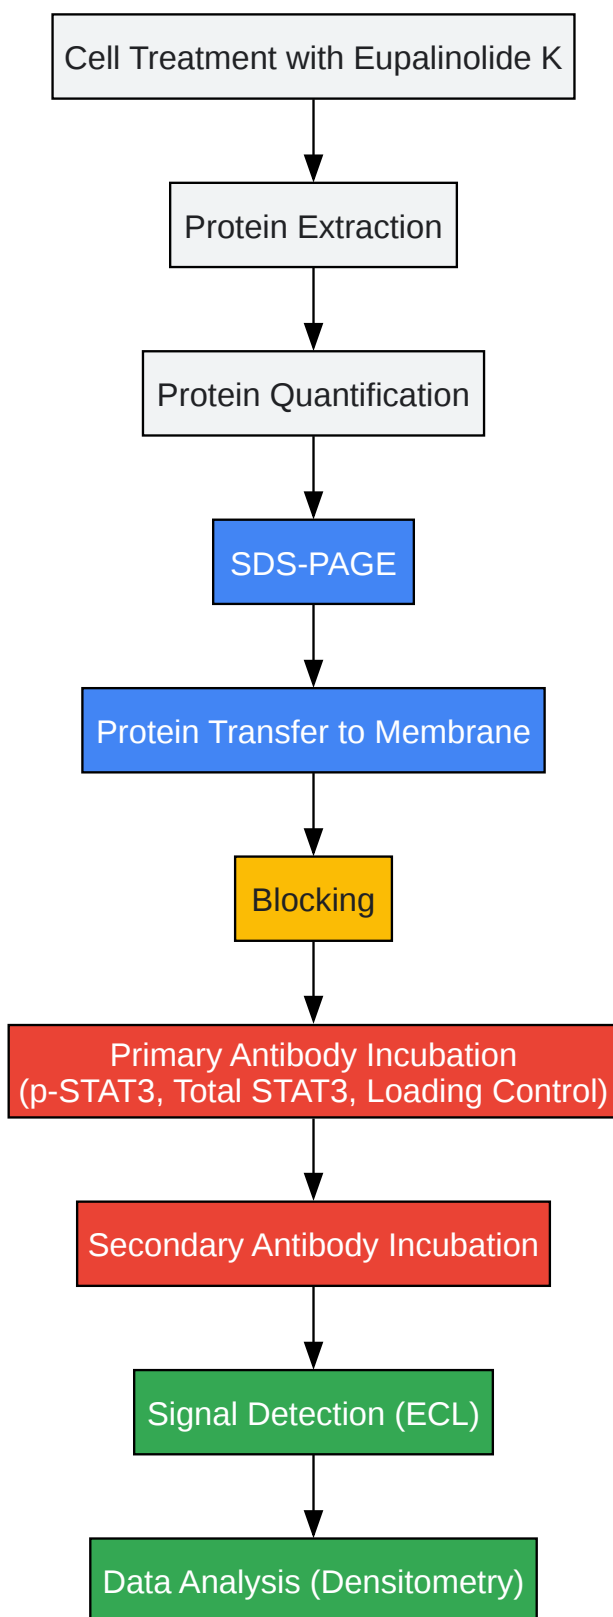 Cell Treatment with Eupalinolide K
Protein Extraction
Protein Quantification
SDS-PAGE
Protein Transfer to Membrane
Blocking
Primary Antibody Incubation
(p-STAT3, Total STAT3, Loading Control)
Secondary Antibody Incubation
Signal Detection (ECL)
Data Analysis (Densitometry)